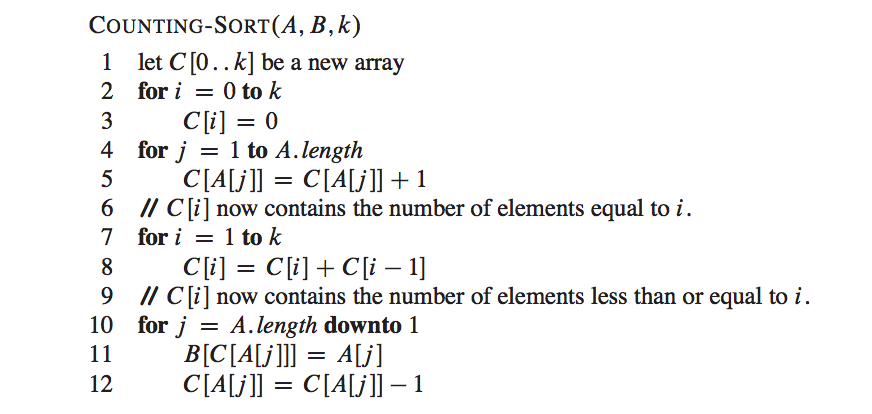 COUNTING-SORT(A, B, k)
1 let C[0..k] be a new array
2 for i = 0 to k
3 C[i] = 0
4 for j = 1 to A.length
5 C[A[j]] = C[A[j]] + 1
6 // C[i] now contains the number of elements equal to i.
7 for i = 1 to k
8 C[i] = C[i] + C[i − 1]
9 // C[i] now contains the number of elements less than or equal to i.
10 for j = A.length downto 1
11 B[C[A[j]]] = A[j]
12 C[A[j]] = C[A[j]] − 1